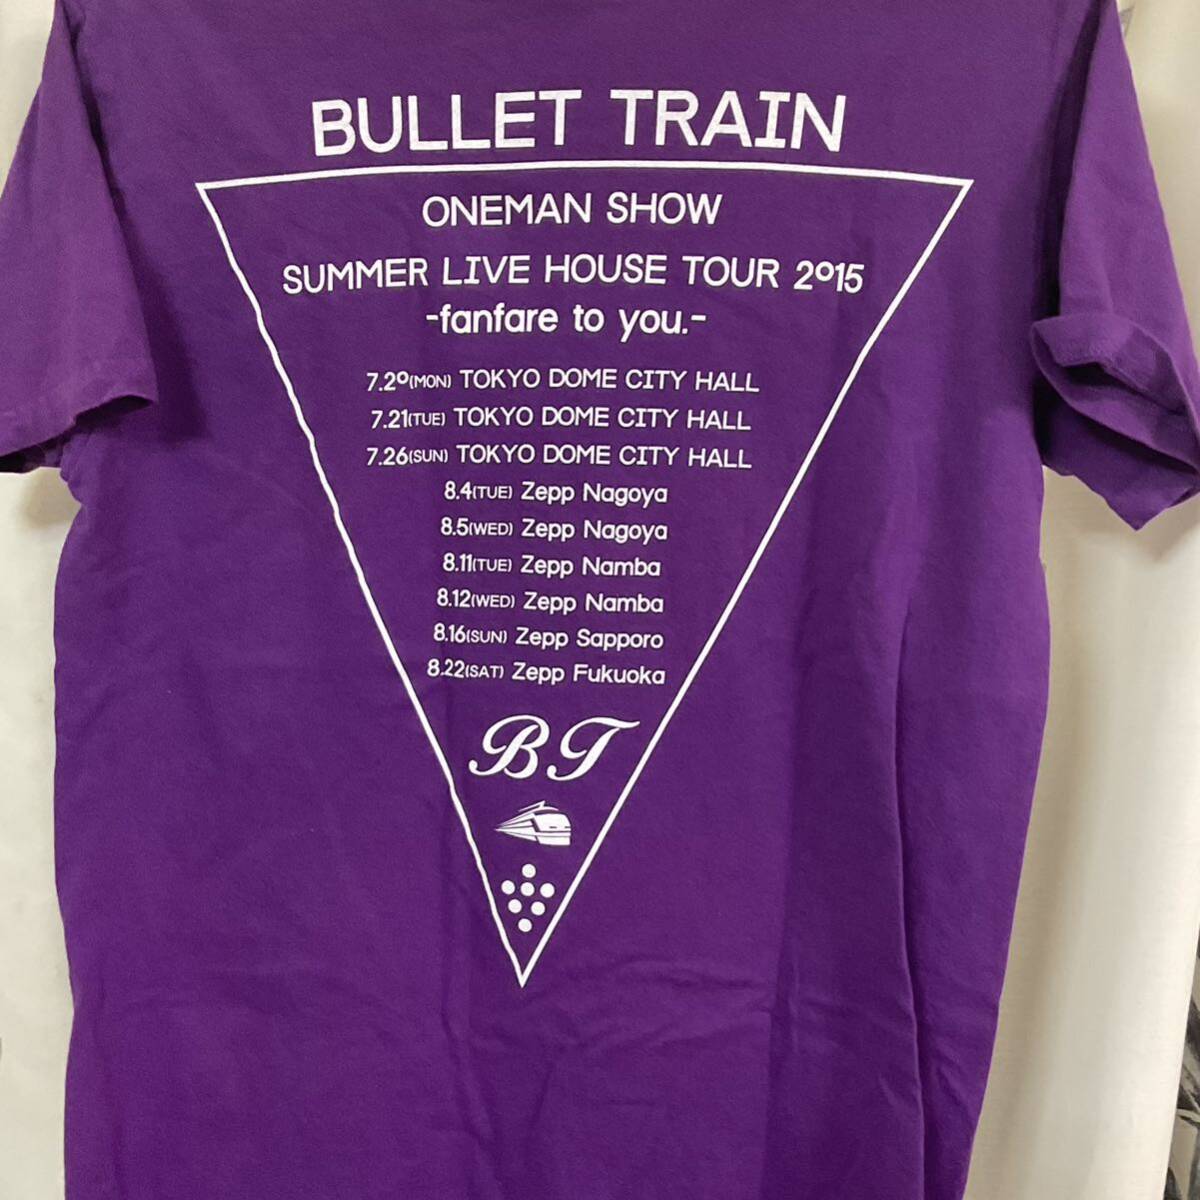 BULLET TRAIN
ONEMAN SHOW
SUMMER LIVE HOUSE TOUR 2015
-fanfare to you.-
7.20(MON) TOKYO DOME CITY HALL
7.21(TUE) TOKYO DOME CITY HALL
7.26(SUN) TOKYO DOME CITY HALL
8.4(TUE) Zepp Nagoya
8.5(WED) Zepp Nagoya
8.11(TUE) Zepp Namba
8.12(WED) Zepp Namba
8.16(SUN) Zepp Sapporo
8.22(SAT) Zepp Fukuoka
BT